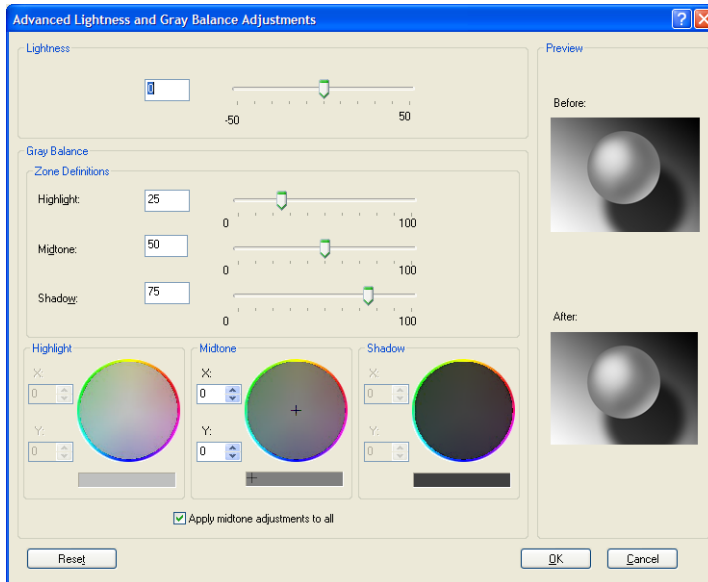 Advanced Lightness and Gray Balance Adjustments
Lightness
0
-50 50
Gray Balance
Zone Definitions
Highlight: 25
0 100
Midtone: 50
0 100
Shadow: 75
0 100
Highlight
X:
0
Y:
0
Midtone
X:
0
Y:
0
Shadow
X:
0
Y:
0
Apply midtone adjustments to all
Preview
Before:
After:
Reset
OK
Cancel